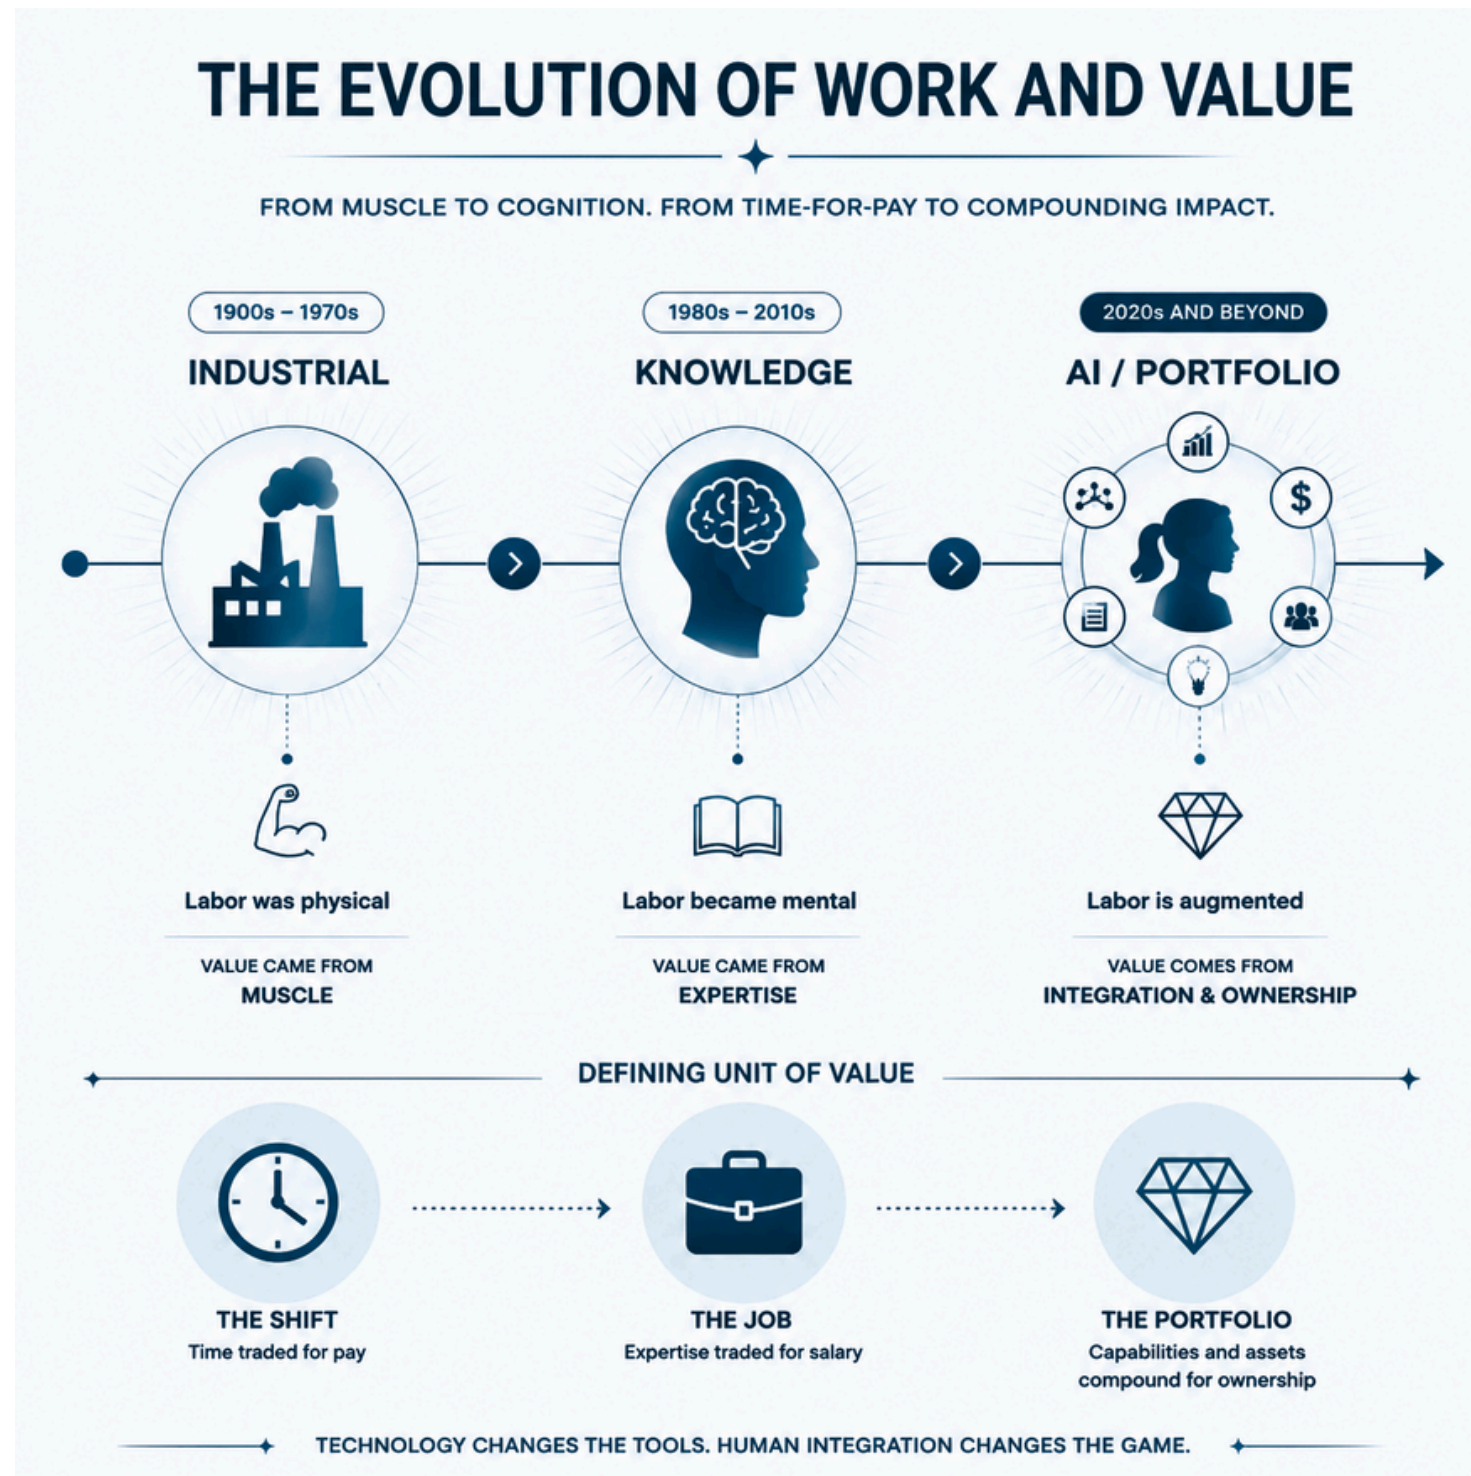 THE EVOLUTION OF WORK AND VALUE
FROM MUSCLE TO COGNITION. FROM TIME-FOR-PAY TO COMPOUNDING IMPACT.
1900s – 1970s
INDUSTRIAL
1980s – 2010s
KNOWLEDGE
2020s AND BEYOND
AI / PORTFOLIO
$
Labor was physical
VALUE CAME FROM
MUSCLE
Labor became mental
VALUE CAME FROM
EXPERTISE
Labor is augmented
VALUE COMES FROM
INTEGRATION & OWNERSHIP
DEFINING UNIT OF VALUE
THE SHIFT
Time traded for pay
THE JOB
Expertise traded for salary
THE PORTFOLIO
Capabilities and assets
compound for ownership
TECHNOLOGY CHANGES THE TOOLS. HUMAN INTEGRATION CHANGES THE GAME.